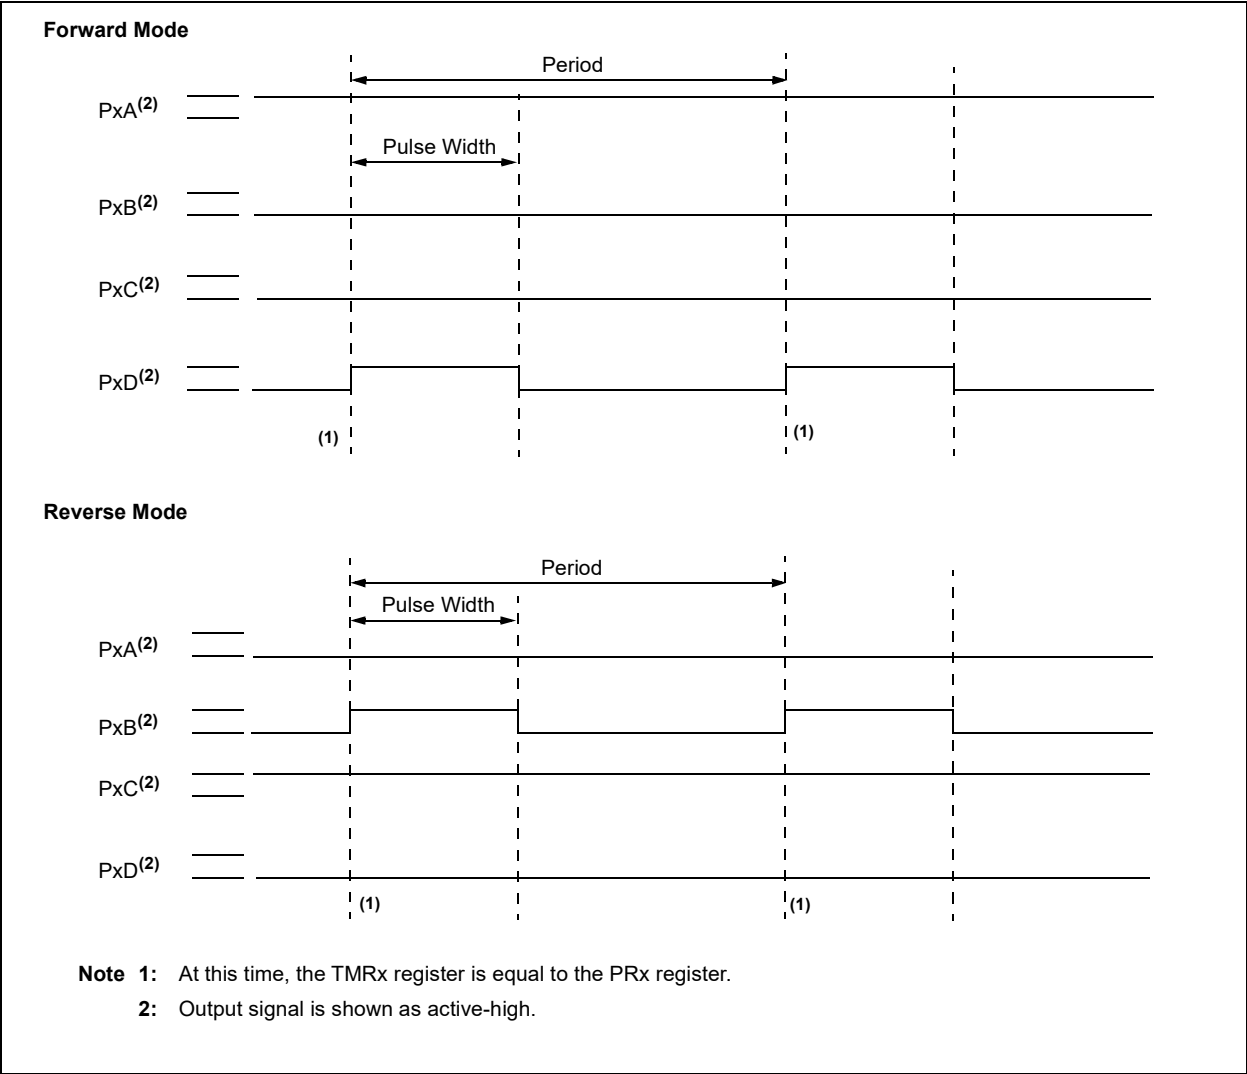 Forward Mode
Period
PxA(2)
Pulse Width
PxB(2)
PxC(2)
PxD(2)
(1)
(1)
Reverse Mode
Period
Pulse Width
PxA(2)
PxB(2)
PxC(2)
PxD(2)
(1)
(1)
Note 1: At this time, the TMRx register is equal to the PRx register.
2: Output signal is shown as active-high.